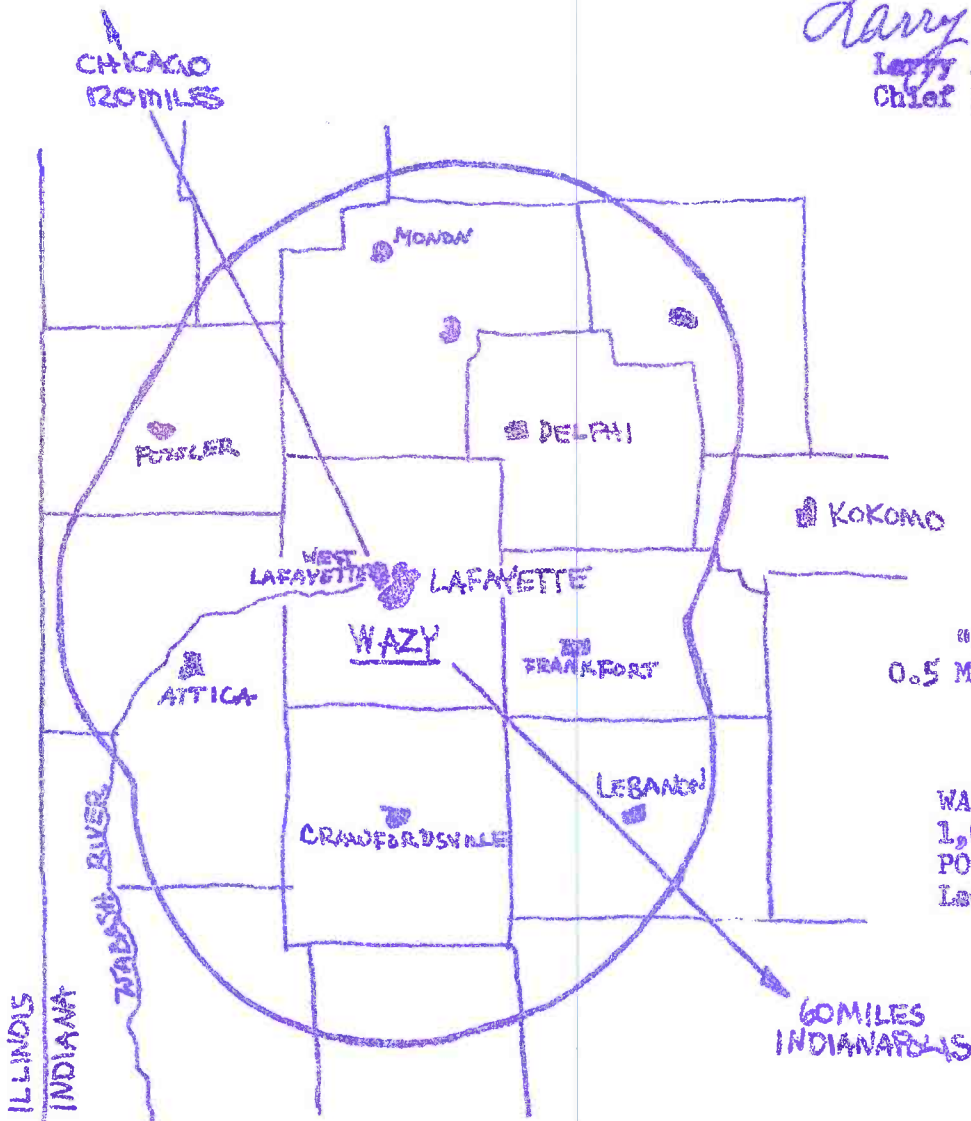 Larry
Larry
Chief
CHICAGO
120 MILES
MONON
DELPHI
FOWLER
KOKOMO
WEST
LAFAYETTE
LAFAYETTE
WAZY
FRANKFORT
ATTICA
0.5 M
LEBANON
CRAWFORDSVILLE
WA
1,
PO
La
WABASH RIVER
ILLINOIS
INDIANA
60 MILES
INDIANAPOLIS